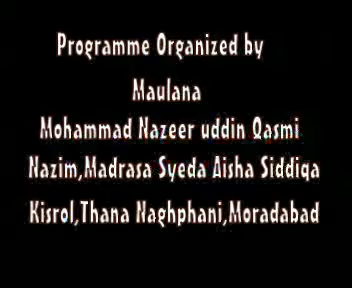 Programme Organized by
Maulana
Mohammad Nazeer uddin Qasmi
Nazim,Madrasa Syeda Aisha Siddiqa
Kisrol,Thana Naghphani,Moradabad